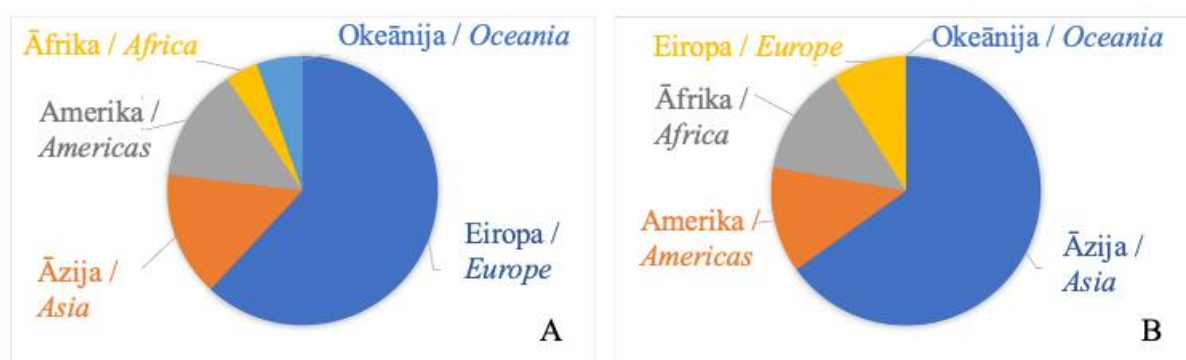 Āfrika / Africa
Okeānija / Oceania
Amerika /
Americas
Eiropa /
Europe
Āzija /
Asia
A
Eiropa / Europe
Okeānija / Oceania
Āfrika /
Africa
Amerika /
Americas
Āzija /
Asia
B